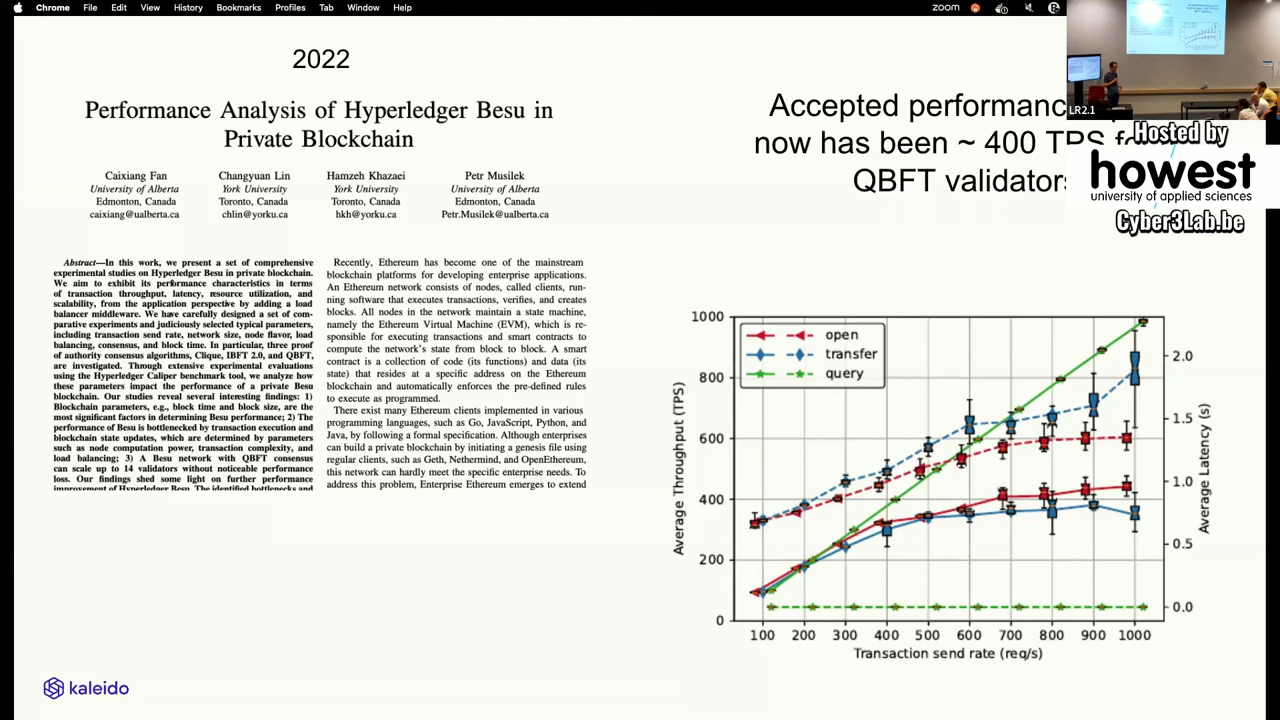 Chrome File Edit View History Bookmarks Profiles Tab Window Help
zoom
LR2.1
2022
Performance Analysis of Hyperledger Besu in
Private Blockchain
Caixiang Fan
University of Alberta
Edmonton, Canada
caixiang@ualberta.ca
Changyuan Lin
York University
Toronto, Canada
chlin@yorku.ca
Hamzeh Khazaei
York University
Toronto, Canada
hkh@yorku.ca
Petr Musilek
University of Alberta
Edmonton, Canada
Petr.Musilek@ualberta.ca
Abstract—In this work, we present a set of comprehensive
experimental studies on Hyperledger Besu in private blockchain.
We aim to exhibit its performance characteristics in terms
of transaction throughput, latency, resource utilization, and
scalability, from the application perspective by adding a load
balancer middleware. We have carefully designed a set of com-
parative experiments and judiciously selected typical parameters,
including transaction send rate, network size, node flavor, load
balancing, consensus, and block time. In particular, three proof
of authority consensus algorithms, Clique, IBFT 2.0, and QBFT,
are investigated. Through extensive experimental evaluations
using the Hyperledger Caliper benchmark tool, we analyze how
these parameters impact the performance of a private Besu
blockchain. Our studies reveal several interesting findings: 1)
Blockchain parameters, e.g., block time and block size, are the
most significant factors in determining Besu performance; 2) The
performance of Besu is bottlenecked by transaction execution and
blockchain state updates, which are determined by parameters
such as node computation power, transaction complexity, and
load balancing; 3) A Besu network with QBFT consensus
can scale up to 14 validators without noticeable performance
loss. Our findings shed some light on further performance
improvement of Hyperledger Besu. The identified bottlenecks and
Recently, Ethereum has become one of the mainstream
blockchain platforms for developing enterprise applications.
An Ethereum network consists of nodes, called clients, run-
ning software that executes transactions, verifies, and creates
blocks. All nodes in the network maintain a state machine,
namely the Ethereum Virtual Machine (EVM), which is re-
sponsible for executing transactions and smart contracts to
compute the network's state from block to block. A smart
contract is a collection of code (its functions) and data (its
state) that resides at a specific address on the Ethereum
blockchain and automatically enforces the pre-defined rules
to execute as programmed.
There exist many Ethereum clients implemented in various
programming languages, such as Go, JavaScript, Python, and
Java, by following a formal specification. Although enterprises
can build a private blockchain by initiating a genesis file using
regular clients, such as Geth, Nethermind, and OpenEthereum,
this network can hardly meet the specific enterprise needs. To
address this problem, Enterprise Ethereum emerges to extend
Accepted performanc
now has been ~ 400 TPS fo
QBFT validators
Hosted by
howest
university of applied sciences
Cyber3Lab.be
open
transfer
query
Average Throughput (TPS)
1000
800
600
400
200
0
2.0
1.5
1.0
0.5
0.0
Average Latency (s)
100 200 300 400 500 600 700 800 900 1000
Transaction send rate (req/s)
kaleido